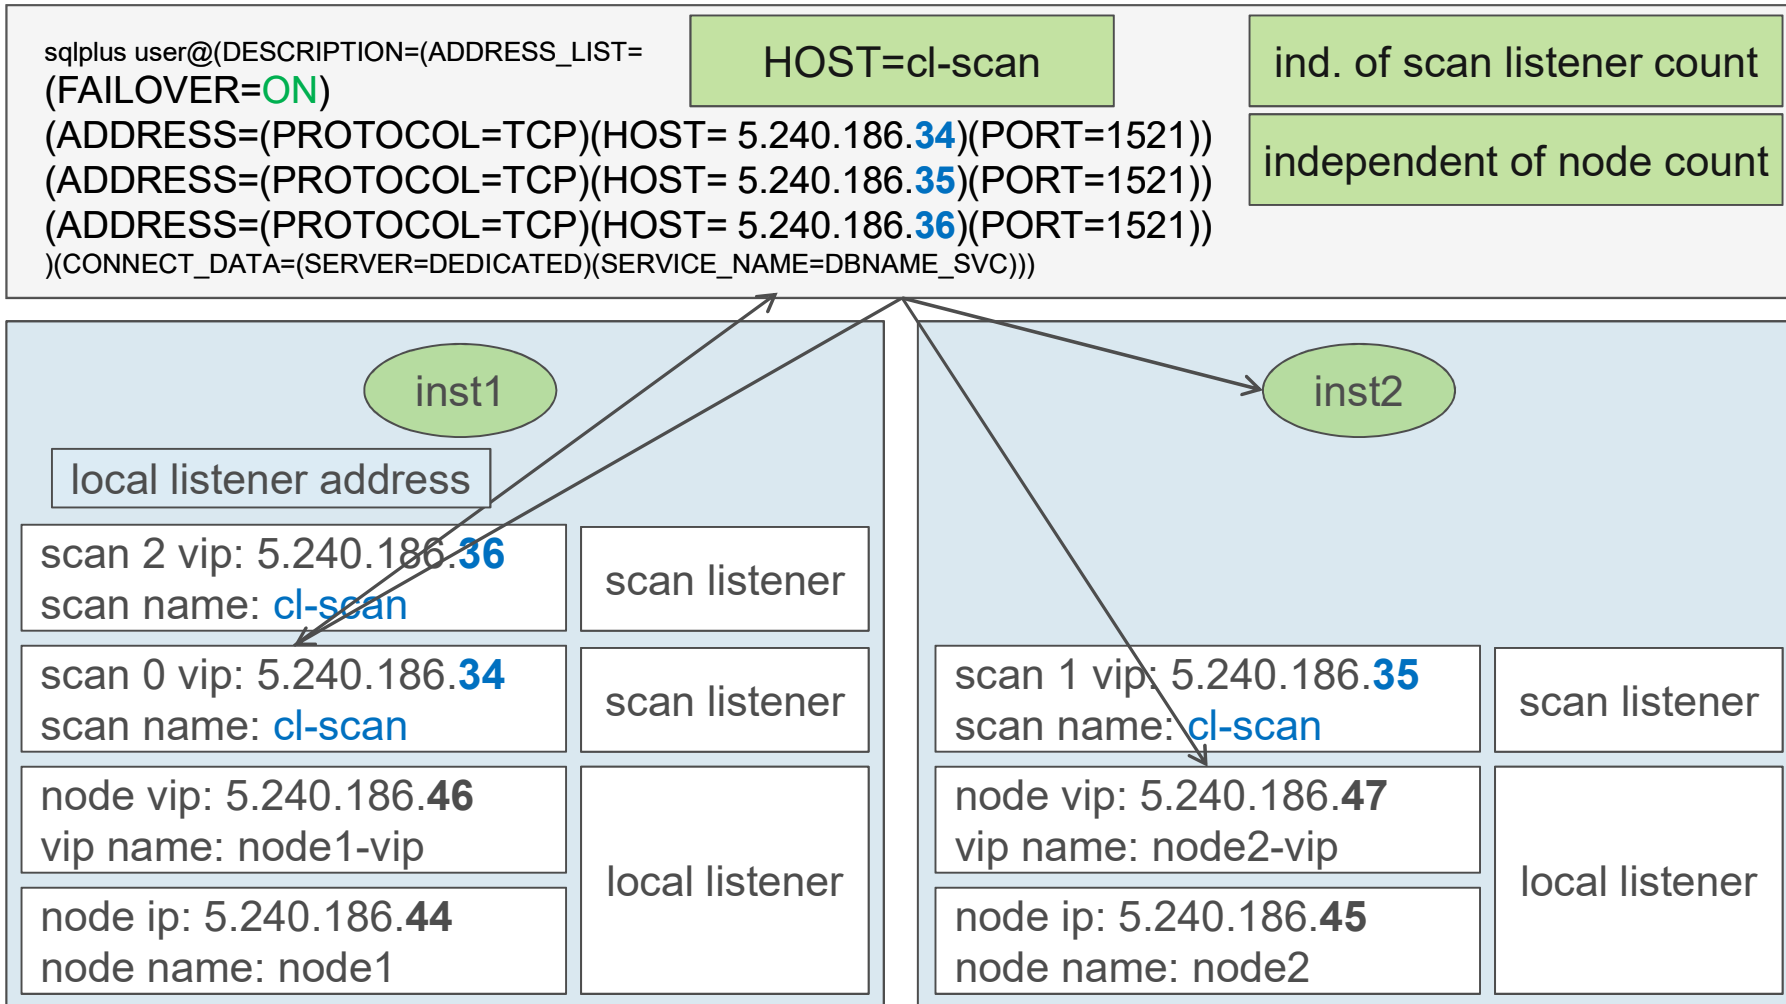 sqlplus user@(DESCRIPTION=(ADDRESS_LIST=
(FAILOVER=ON)
(ADDRESS=(PROTOCOL=TCP)(HOST= 5.240.186.34)(PORT=1521))
(ADDRESS=(PROTOCOL=TCP)(HOST= 5.240.186.35)(PORT=1521))
(ADDRESS=(PROTOCOL=TCP)(HOST= 5.240.186.36)(PORT=1521))
)(CONNECT_DATA=(SERVER=DEDICATED)(SERVICE_NAME=DBNAME_SVC)))
HOST=cl-scan
ind. of scan listener count
independent of node count
inst1
local listener address
scan 2 vip: 5.240.186.36
scan name: cl-scan
scan listener
scan 0 vip: 5.240.186.34
scan name: cl-scan
scan listener
node vip: 5.240.186.46
vip name: node1-vip
local listener
node ip: 5.240.186.44
node name: node1
inst2
scan 1 vip: 5.240.186.35
scan name: cl-scan
scan listener
node vip: 5.240.186.47
vip name: node2-vip
local listener
node ip: 5.240.186.45
node name: node2